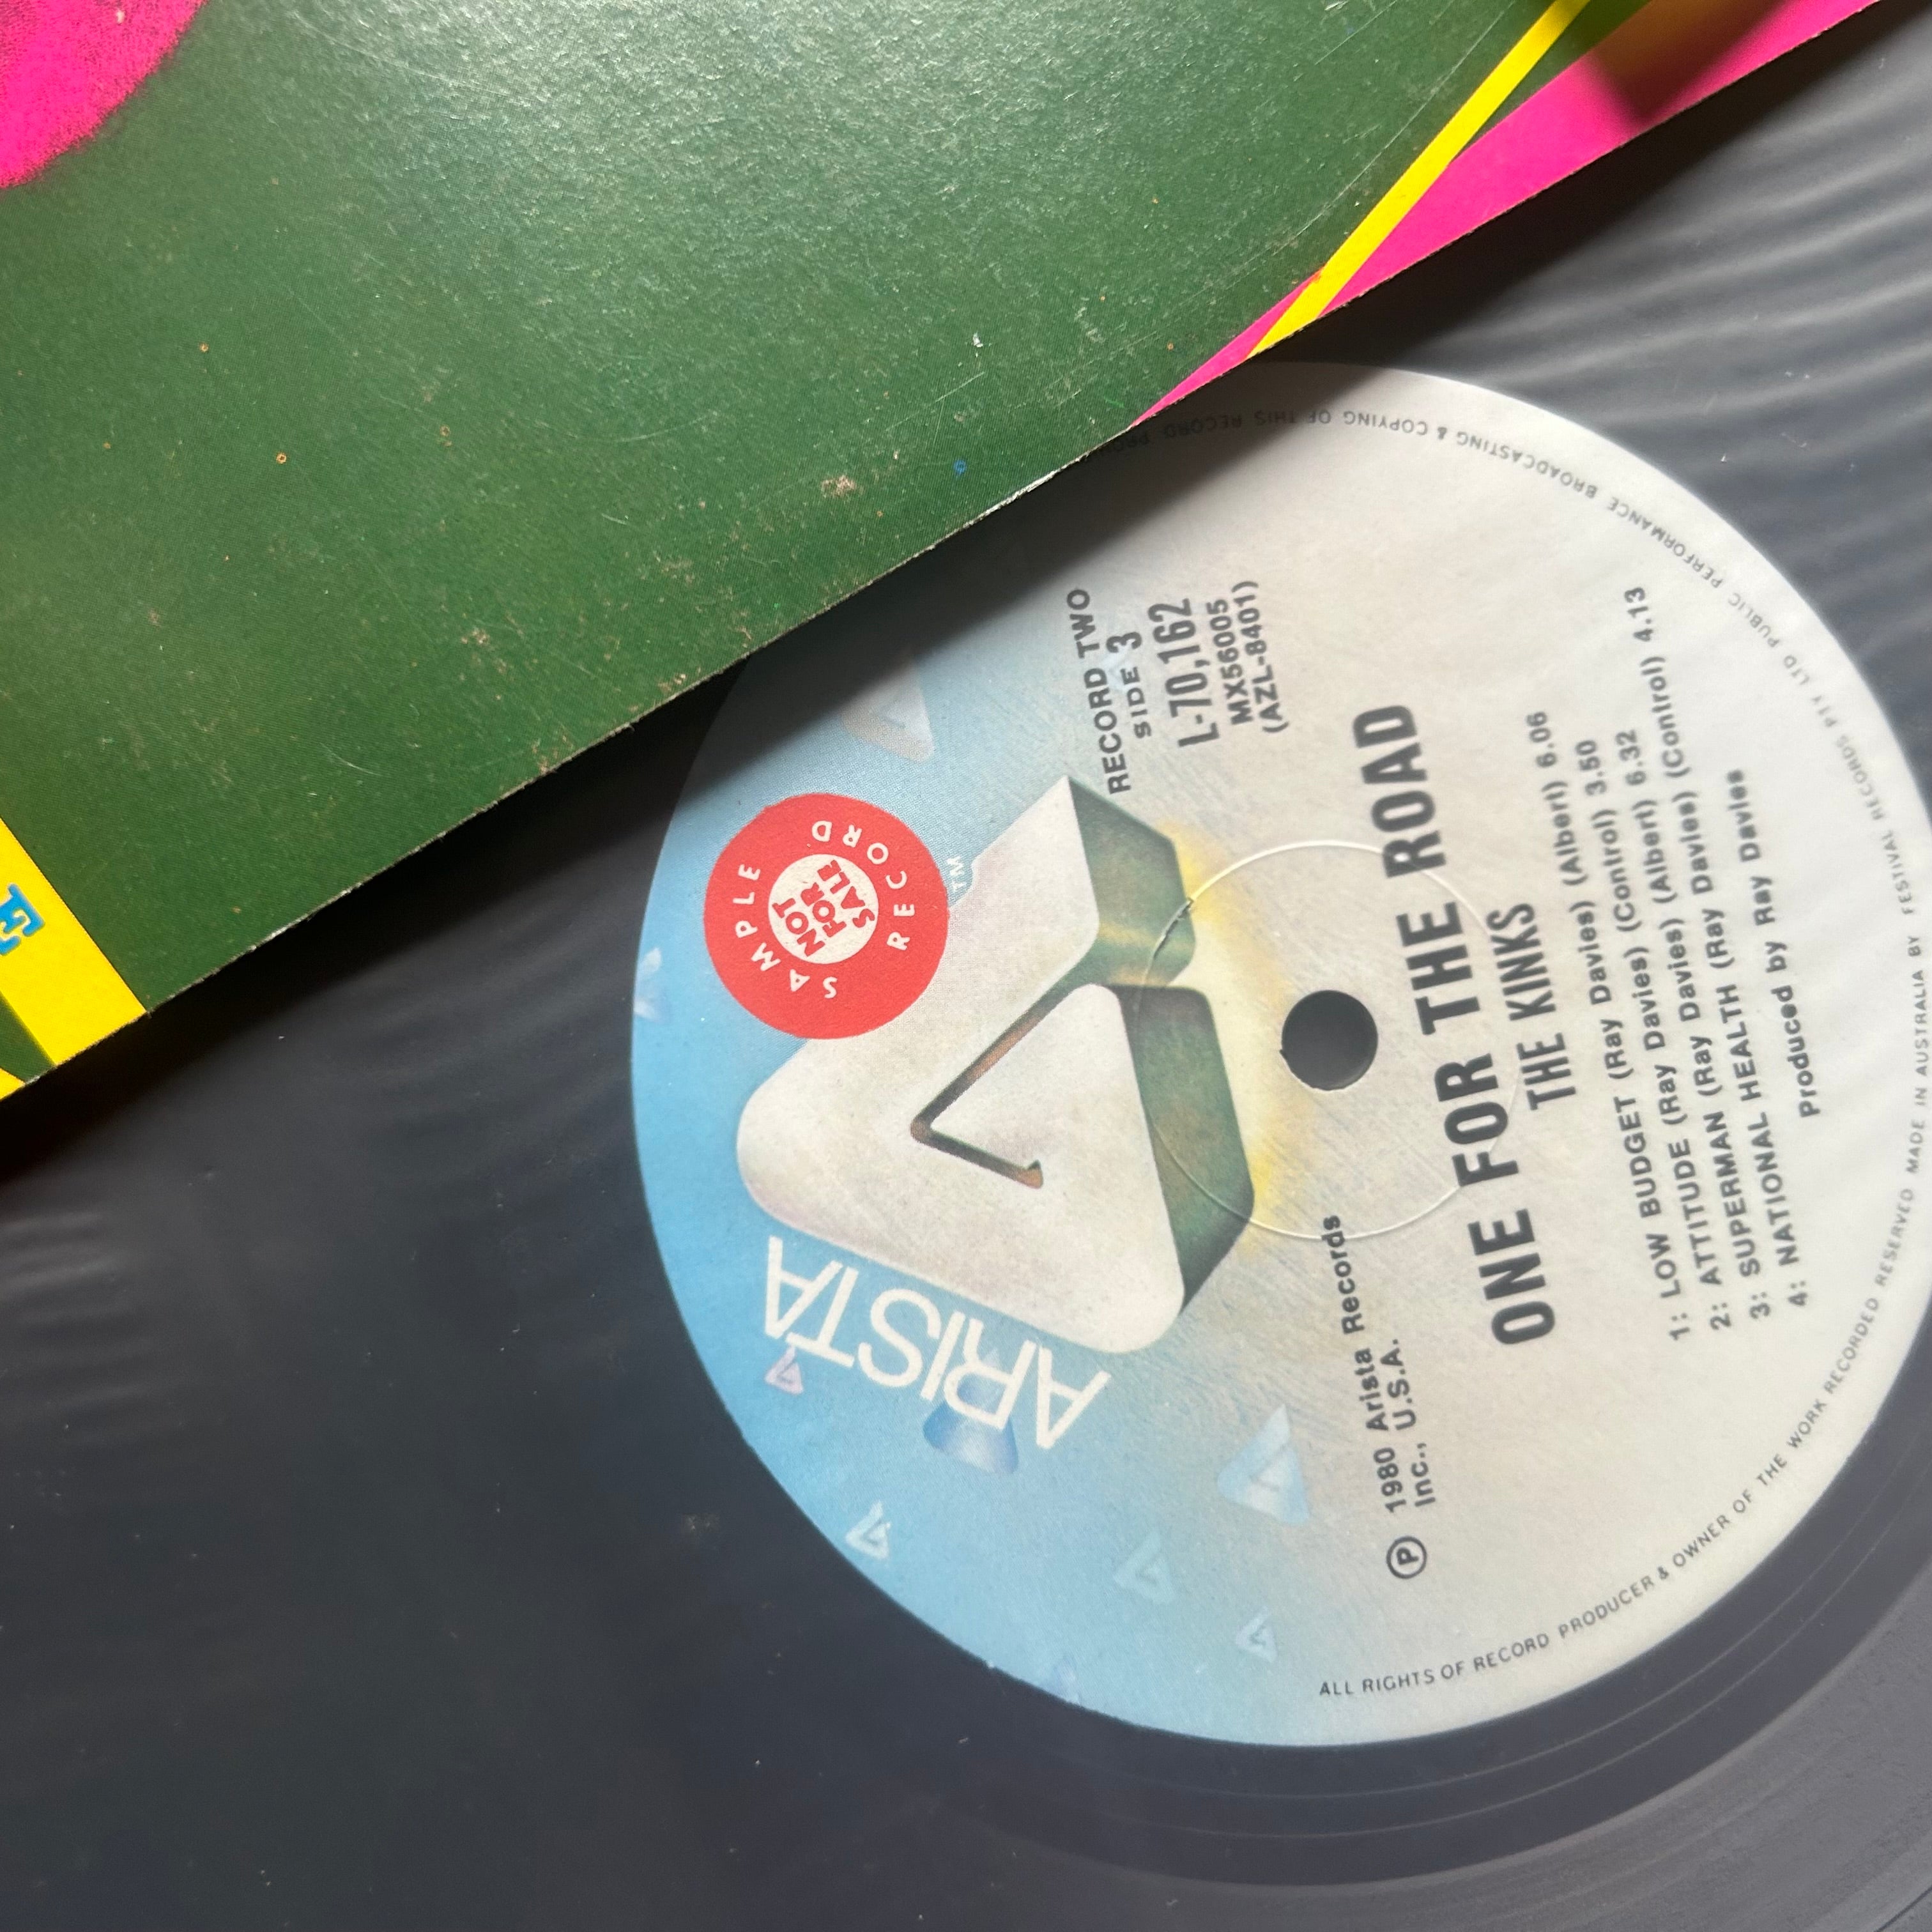 E
SAMPLE RECORD
NOT
FOR
SALE
TM
ARISTA
RECORD TWO
SIDE 3
L-70,162
MX56005
(AZL-8401)
Ⓟ 1980 Arista Records
Inc., U.S.A.
ONE FOR THE ROAD
THE KINKS
1: LOW BUDGET (Ray Davies) (Albert) 6.06
2: ATTITUDE (Ray Davies) (Control) 3.50
3: SUPERMAN (Ray Davies) (Albert) 6.32
4: NATIONAL HEALTH (Ray Davies) (Control) 4.13
Produced by Ray Davies
ALL RIGHTS OF RECORD PRODUCER & OWNER OF THE WORK RECORDED RESERVED MADE IN AUSTRALIA BY FESTIVAL RECORDS PTY LTD PUBLIC PERFORMANCE BROADCASTING & COPYING OF THIS RECORD